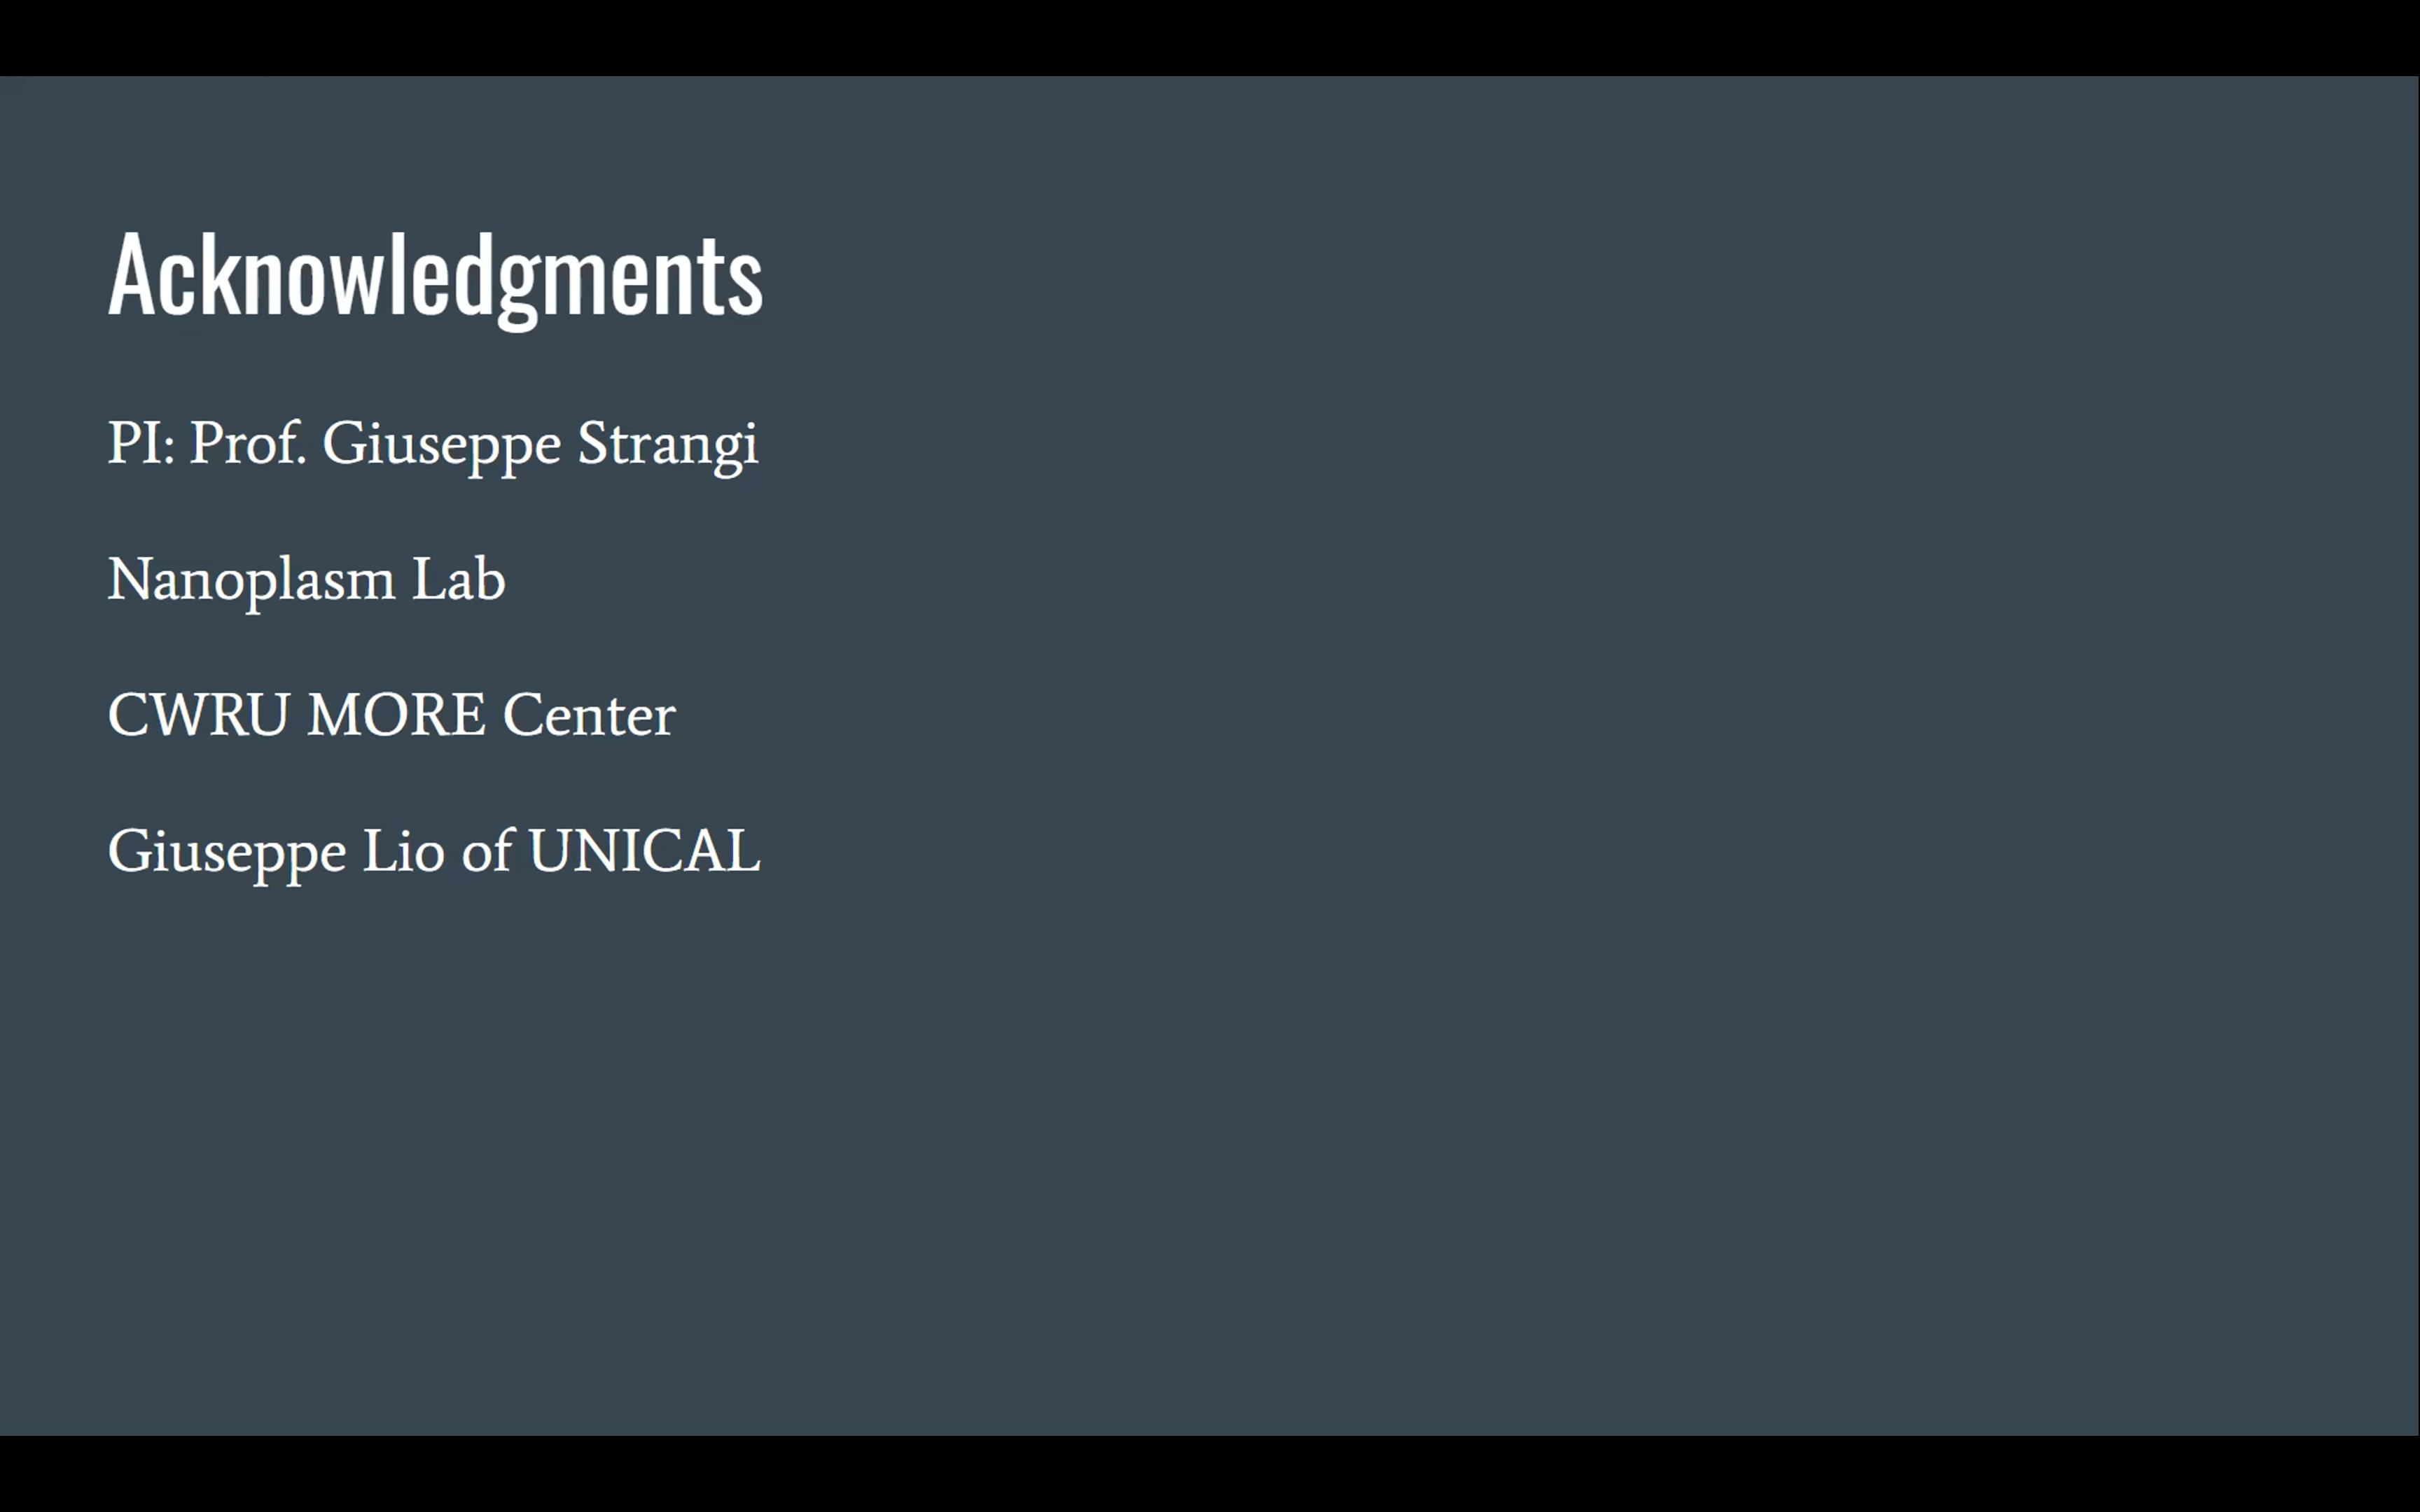 Acknowledgments
PI: Prof. Giuseppe Strangi
Nanoplasm Lab
CWRU MORE Center
Giuseppe Lio of UNICAL